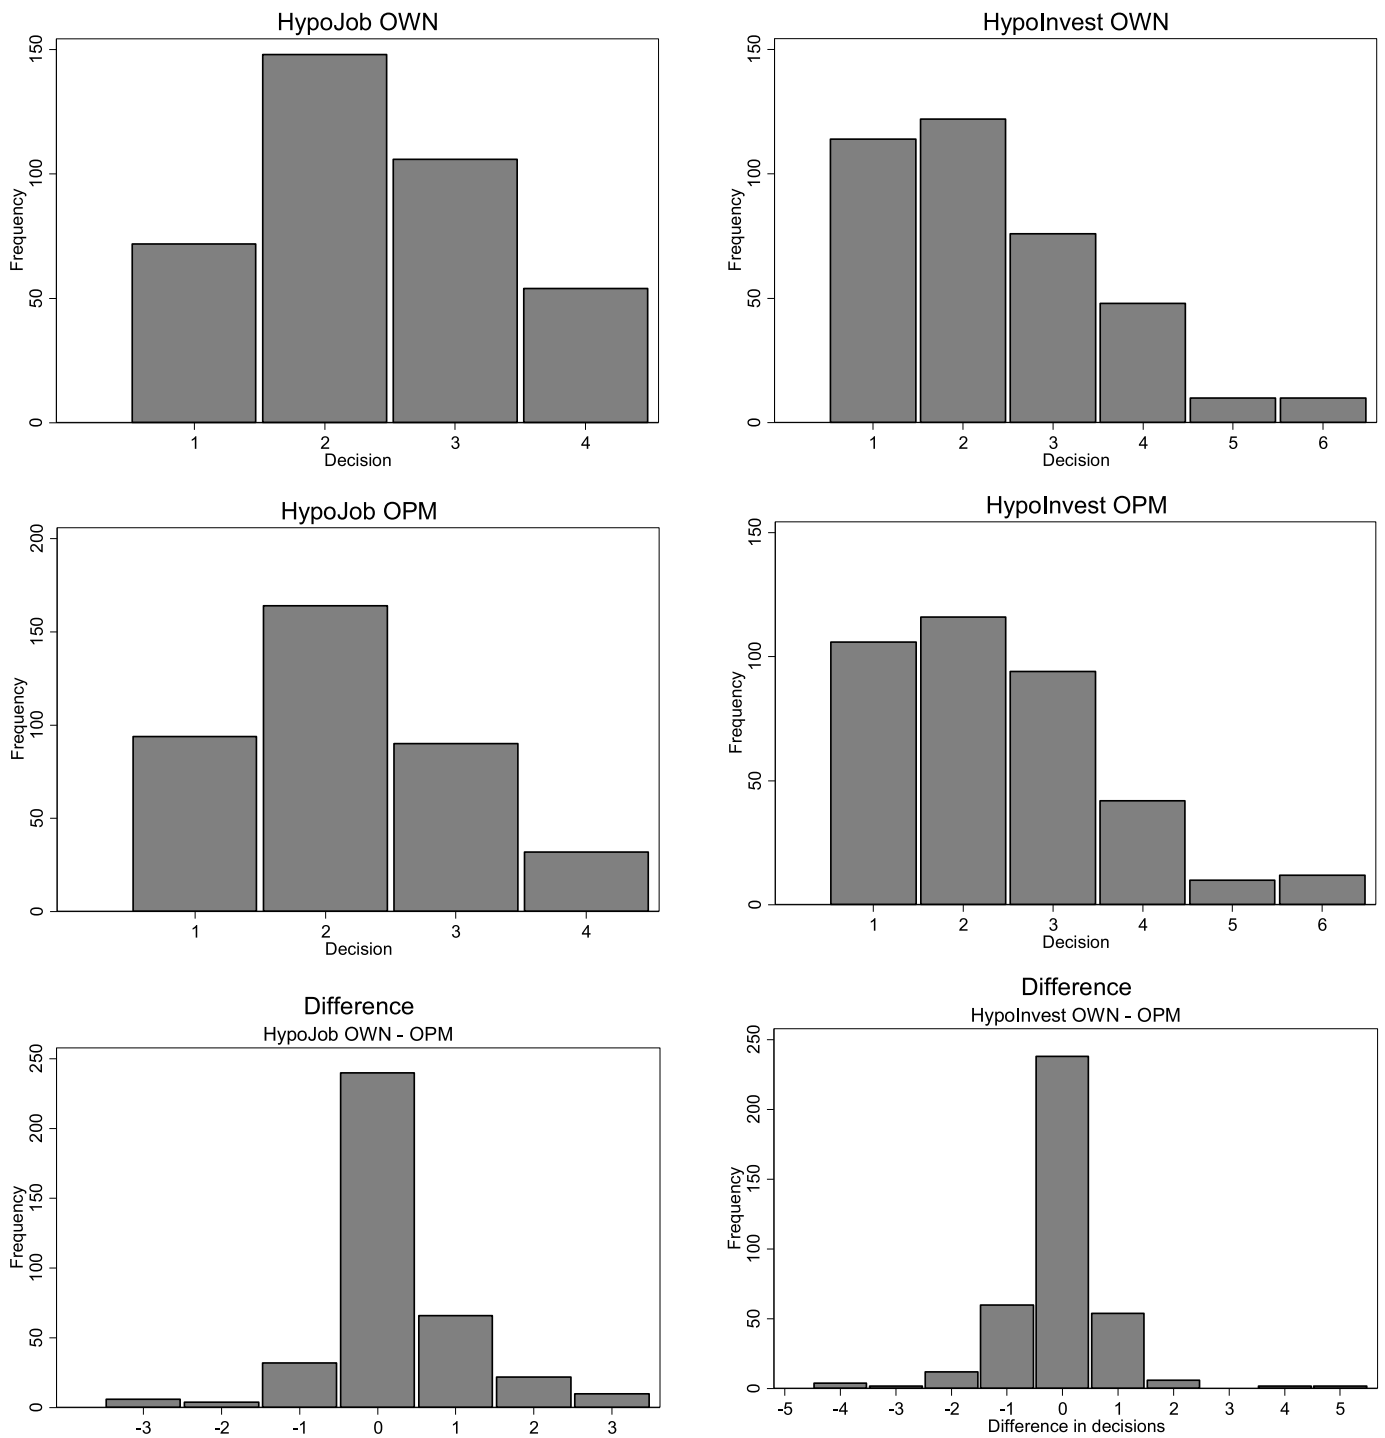 HypoJob OWN
150
100
50
0
Frequency
1 2 3 4
Decision
HypoInvest OWN
150
100
50
0
Frequency
1 2 3 4 5 6
Decision
HypoJob OPM
200
150
100
50
0
Frequency
1 2 3 4
Decision
HypoInvest OPM
150
100
50
0
Frequency
1 2 3 4 5 6
Decision
Difference
HypoJob OWN - OPM
250
200
150
100
50
0
Frequency
-3 -2 -1 0 1 2 3
Difference
HypoInvest OWN - OPM
250
200
150
100
50
0
Frequency
-5 -4 -3 -2 -1 0 1 2 3 4 5
Difference in decisions